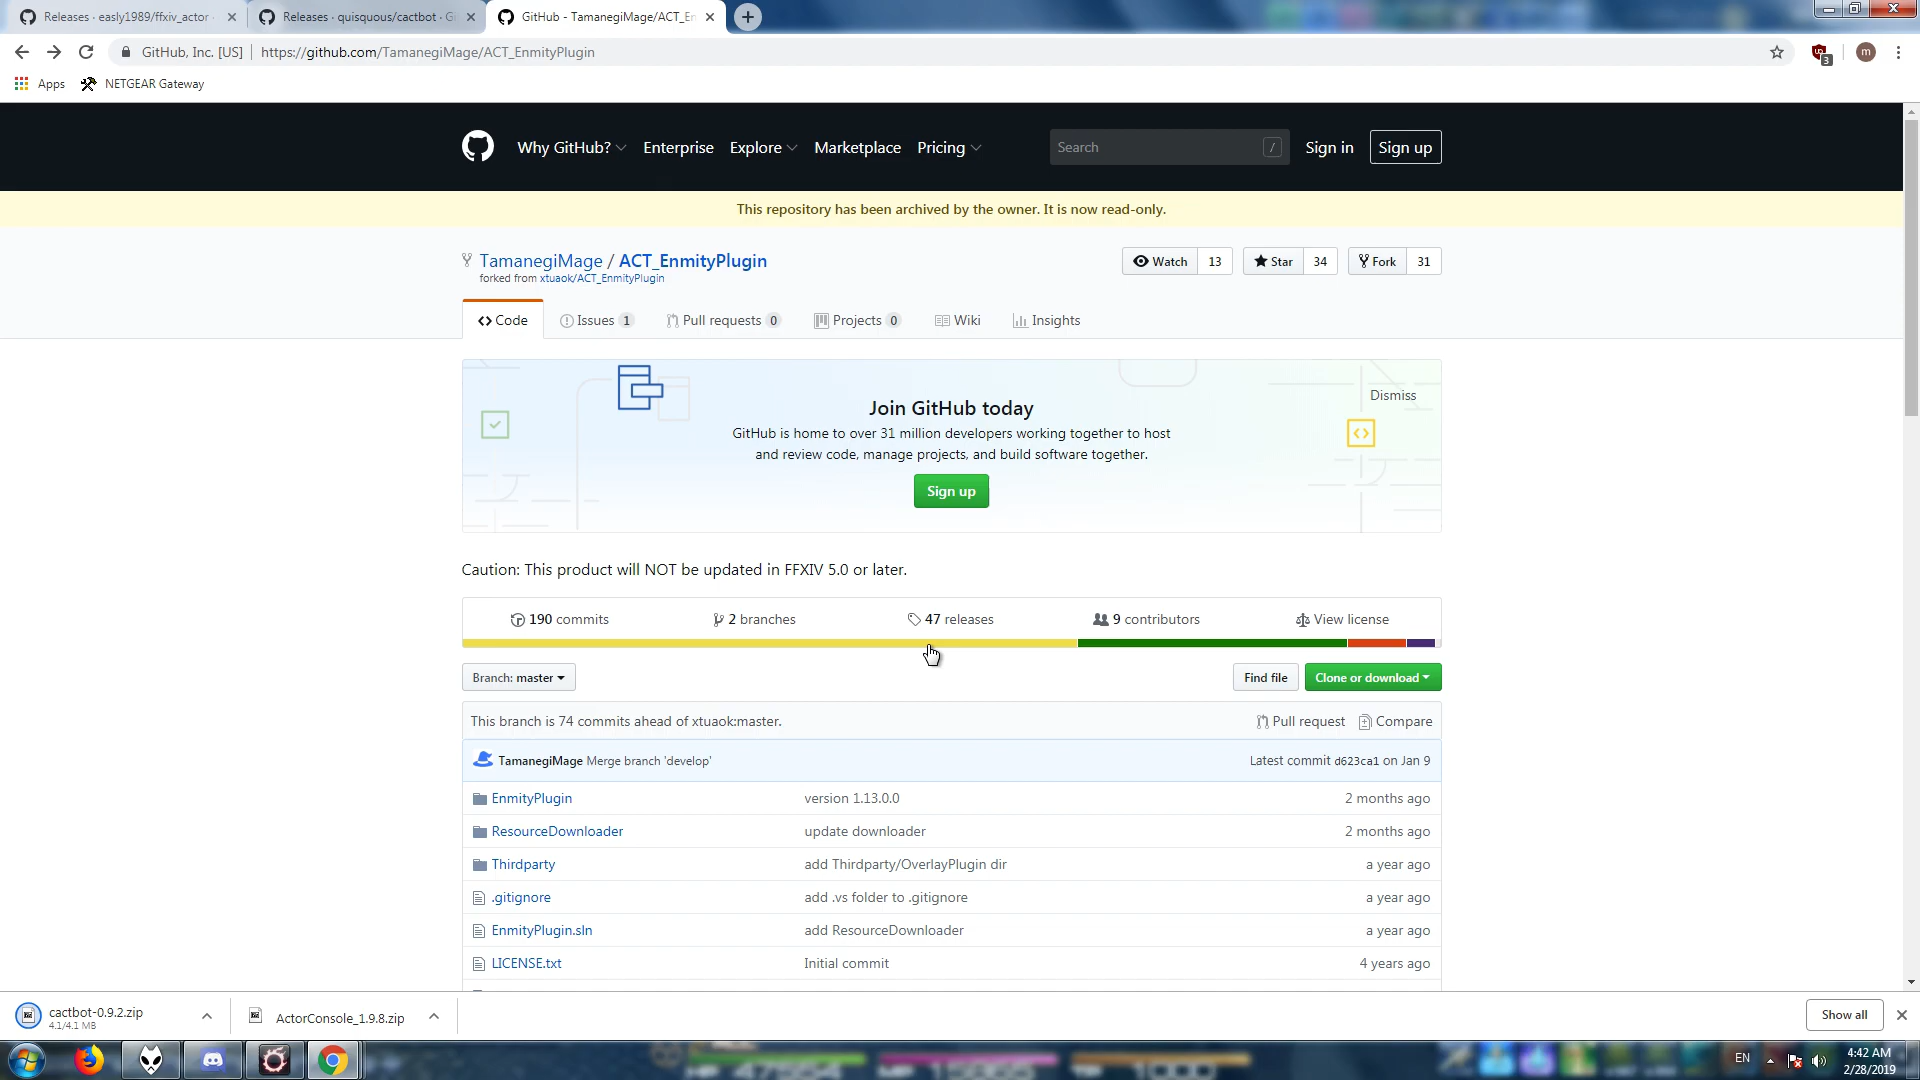 Releases · easly1989/ffxiv_actor
Releases · quisquous/cactbot · Gi
GitHub - TamanegiMage/ACT_En
GitHub, Inc. [US]
https://github.com/TamanegiMage/ACT_EnmityPlugin
3
m
Apps
NETGEAR Gateway
Why GitHub?
Enterprise
Explore
Marketplace
Pricing
Search
/
Sign in
Sign up
This repository has been archived by the owner. It is now read-only.
TamanegiMage / ACT_EnmityPlugin
forked from xtuaok/ACT_EnmityPlugin
Watch 13
Star 34
Fork 31
Code
Issues 1
Pull requests 0
Projects 0
Wiki
Insights
Join GitHub today
Dismiss
GitHub is home to over 31 million developers working together to host
and review code, manage projects, and build software together.
Sign up
Caution: This product will NOT be updated in FFXIV 5.0 or later.
190 commits
2 branches
47 releases
9 contributors
View license
Branch: master
Find file
Clone or download
This branch is 74 commits ahead of xtuaok:master.
Pull request
Compare
TamanegiMage Merge branch 'develop'
Latest commit d623ca1 on Jan 9
EnmityPlugin
version 1.13.0.0
2 months ago
ResourceDownloader
update downloader
2 months ago
Thirdparty
add Thirdparty/OverlayPlugin dir
a year ago
.gitignore
add .vs folder to .gitignore
a year ago
EnmityPlugin.sln
add ResourceDownloader
a year ago
LICENSE.txt
Initial commit
4 years ago
cactbot-0.9.2.zip
4.1/4.1 MB
ActorConsole_1.9.8.zip
Show all
EN
4:42 AM
2/28/2019